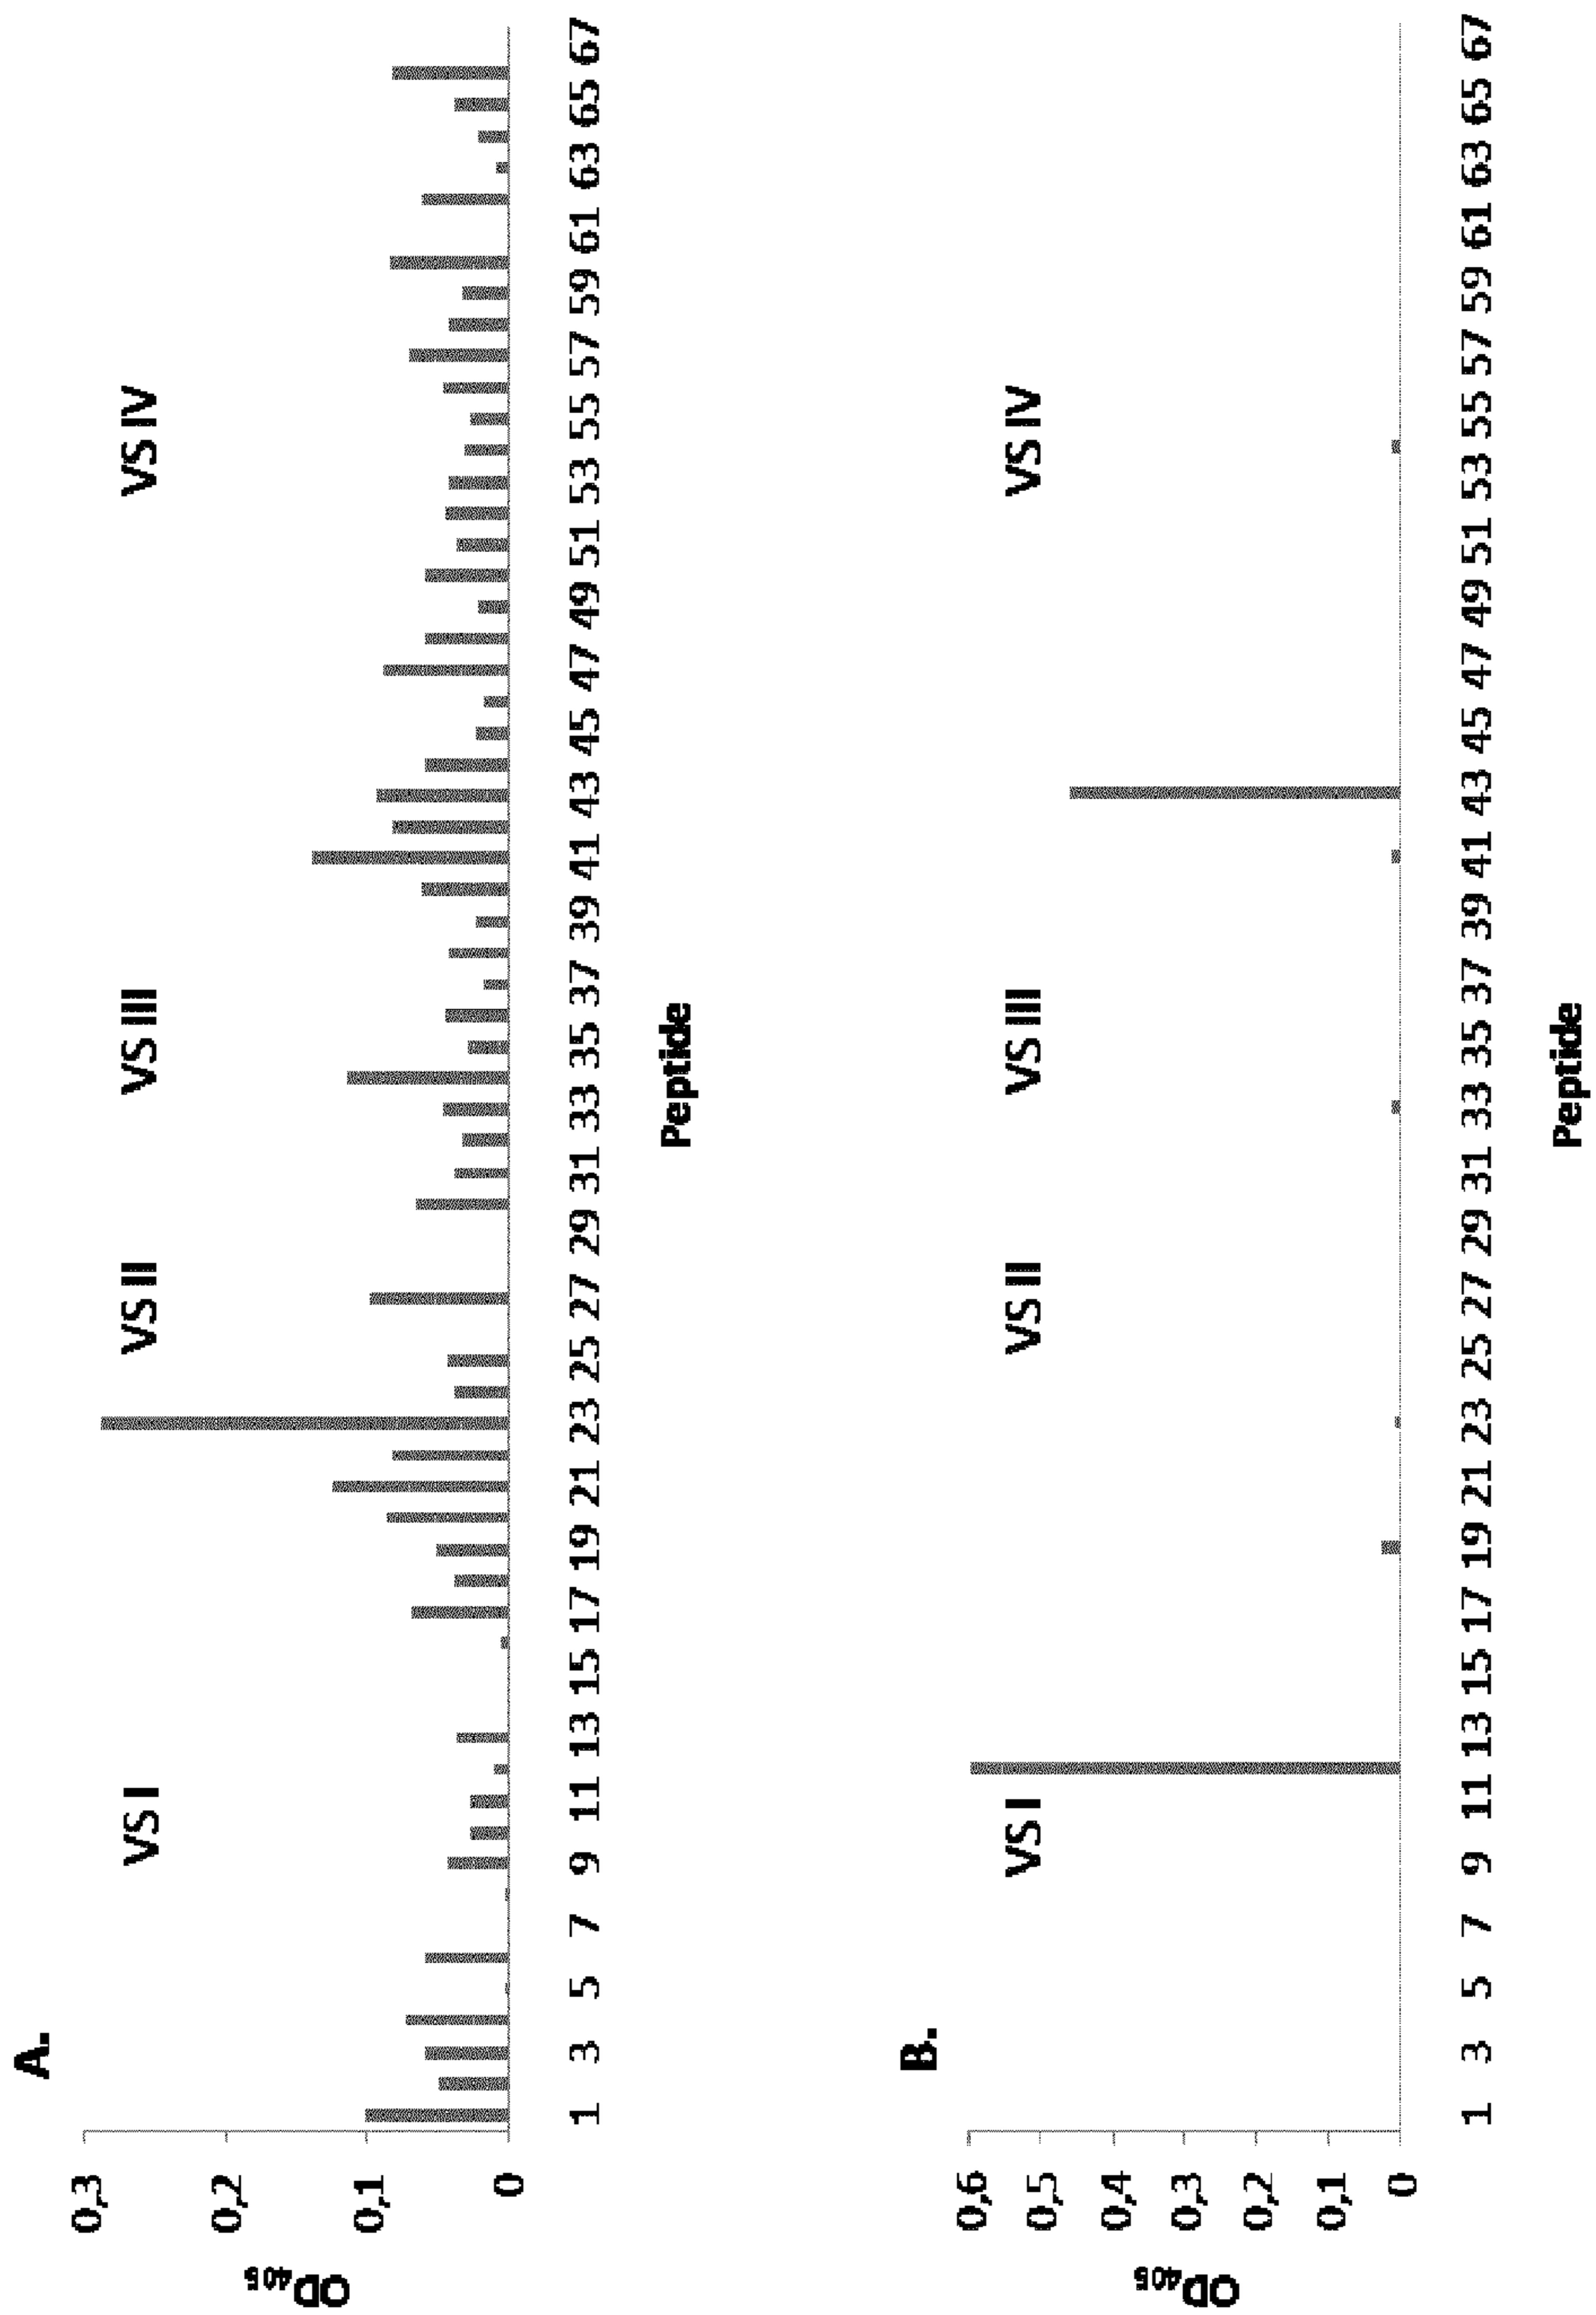 A.
VS I VS II VS III VS IV
0,3
0,2
0,1
0
OD405
1 3 5 7 9 11 13 15 17 19 21 23 25 27 29 31 33 35 37 39 41 43 45 47 49 51 53 55 57 59 61 63 65 67
Peptide
B.
VS I VS II VS III VS IV
0,6
0,5
0,4
0,3
0,2
0,1
0
OD405
1 3 5 7 9 11 13 15 17 19 21 23 25 27 29 31 33 35 37 39 41 43 45 47 49 51 53 55 57 59 61 63 65 67
Peptide